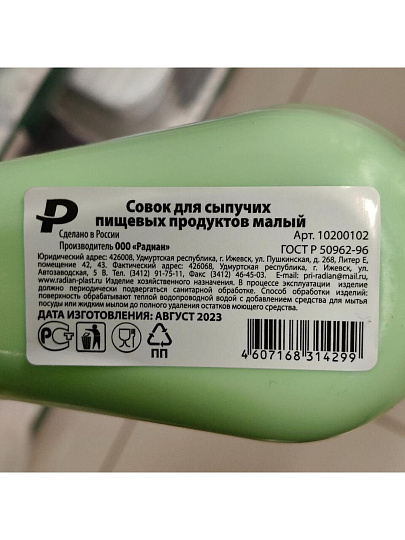 Р
Совок для сыпучих
пищевых продуктов малый
Сделано в России
Арт. 10200102
Производитель ООО «Радиан»
ГОСТ Р 50962-96
Юридический адрес: 426008, Удмуртская республика, г. Ижевск, ул. Пушкинская, д. 268, Литер Е,
помещение 42, 43. Фактический адрес: 426068, Удмуртская республика, г. Ижевск, ул.
Автозаводская, 5 В. Тел. (3412) 91-75-11, (3412) 31-45-03 E-mail: pri-radian@mail.ru
www.radian-plast.ru Изделие хозяйственного назначения. В процессе эксплуатации изделие
должно периодически подвергаться санитарной обработке. Для санитарной обработки изделия его
поверхность обрабатывают теплой водопроводной водой с добавлением средства для мытья
посуды или жидким мылом до полного удаления остатков моющего средства.
ДАТА ИЗГОТОВЛЕНИЯ: АВГУСТ 2023
ПП
4 607168 314299